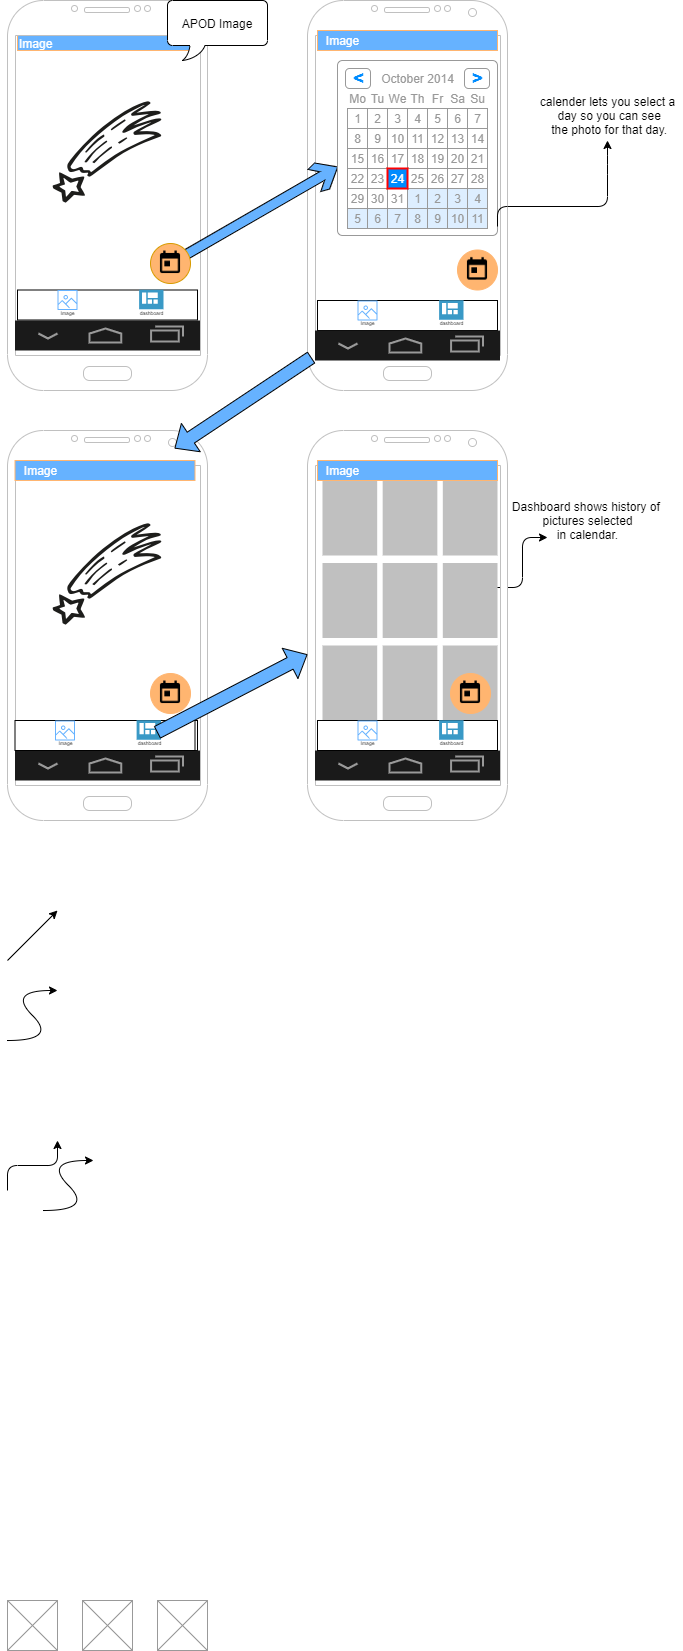 APOD Image
Image
Image
October 2014
Mo Tu We Th Fr Sa Su
1 2 3 4 5 6 7
8 9 10 11 12 13 14
15 16 17 18 19 20 21
22 23 24 25 26 27 28
29 30 31 1 2 3 4
5 6 7 8 9 10 11
calender lets you select a
day so you can see
the photo for that day.
image dashboard
image dashboard
Image
Image
Dashboard shows history of
pictures selected
in calendar.
image dashboard
image dashboard